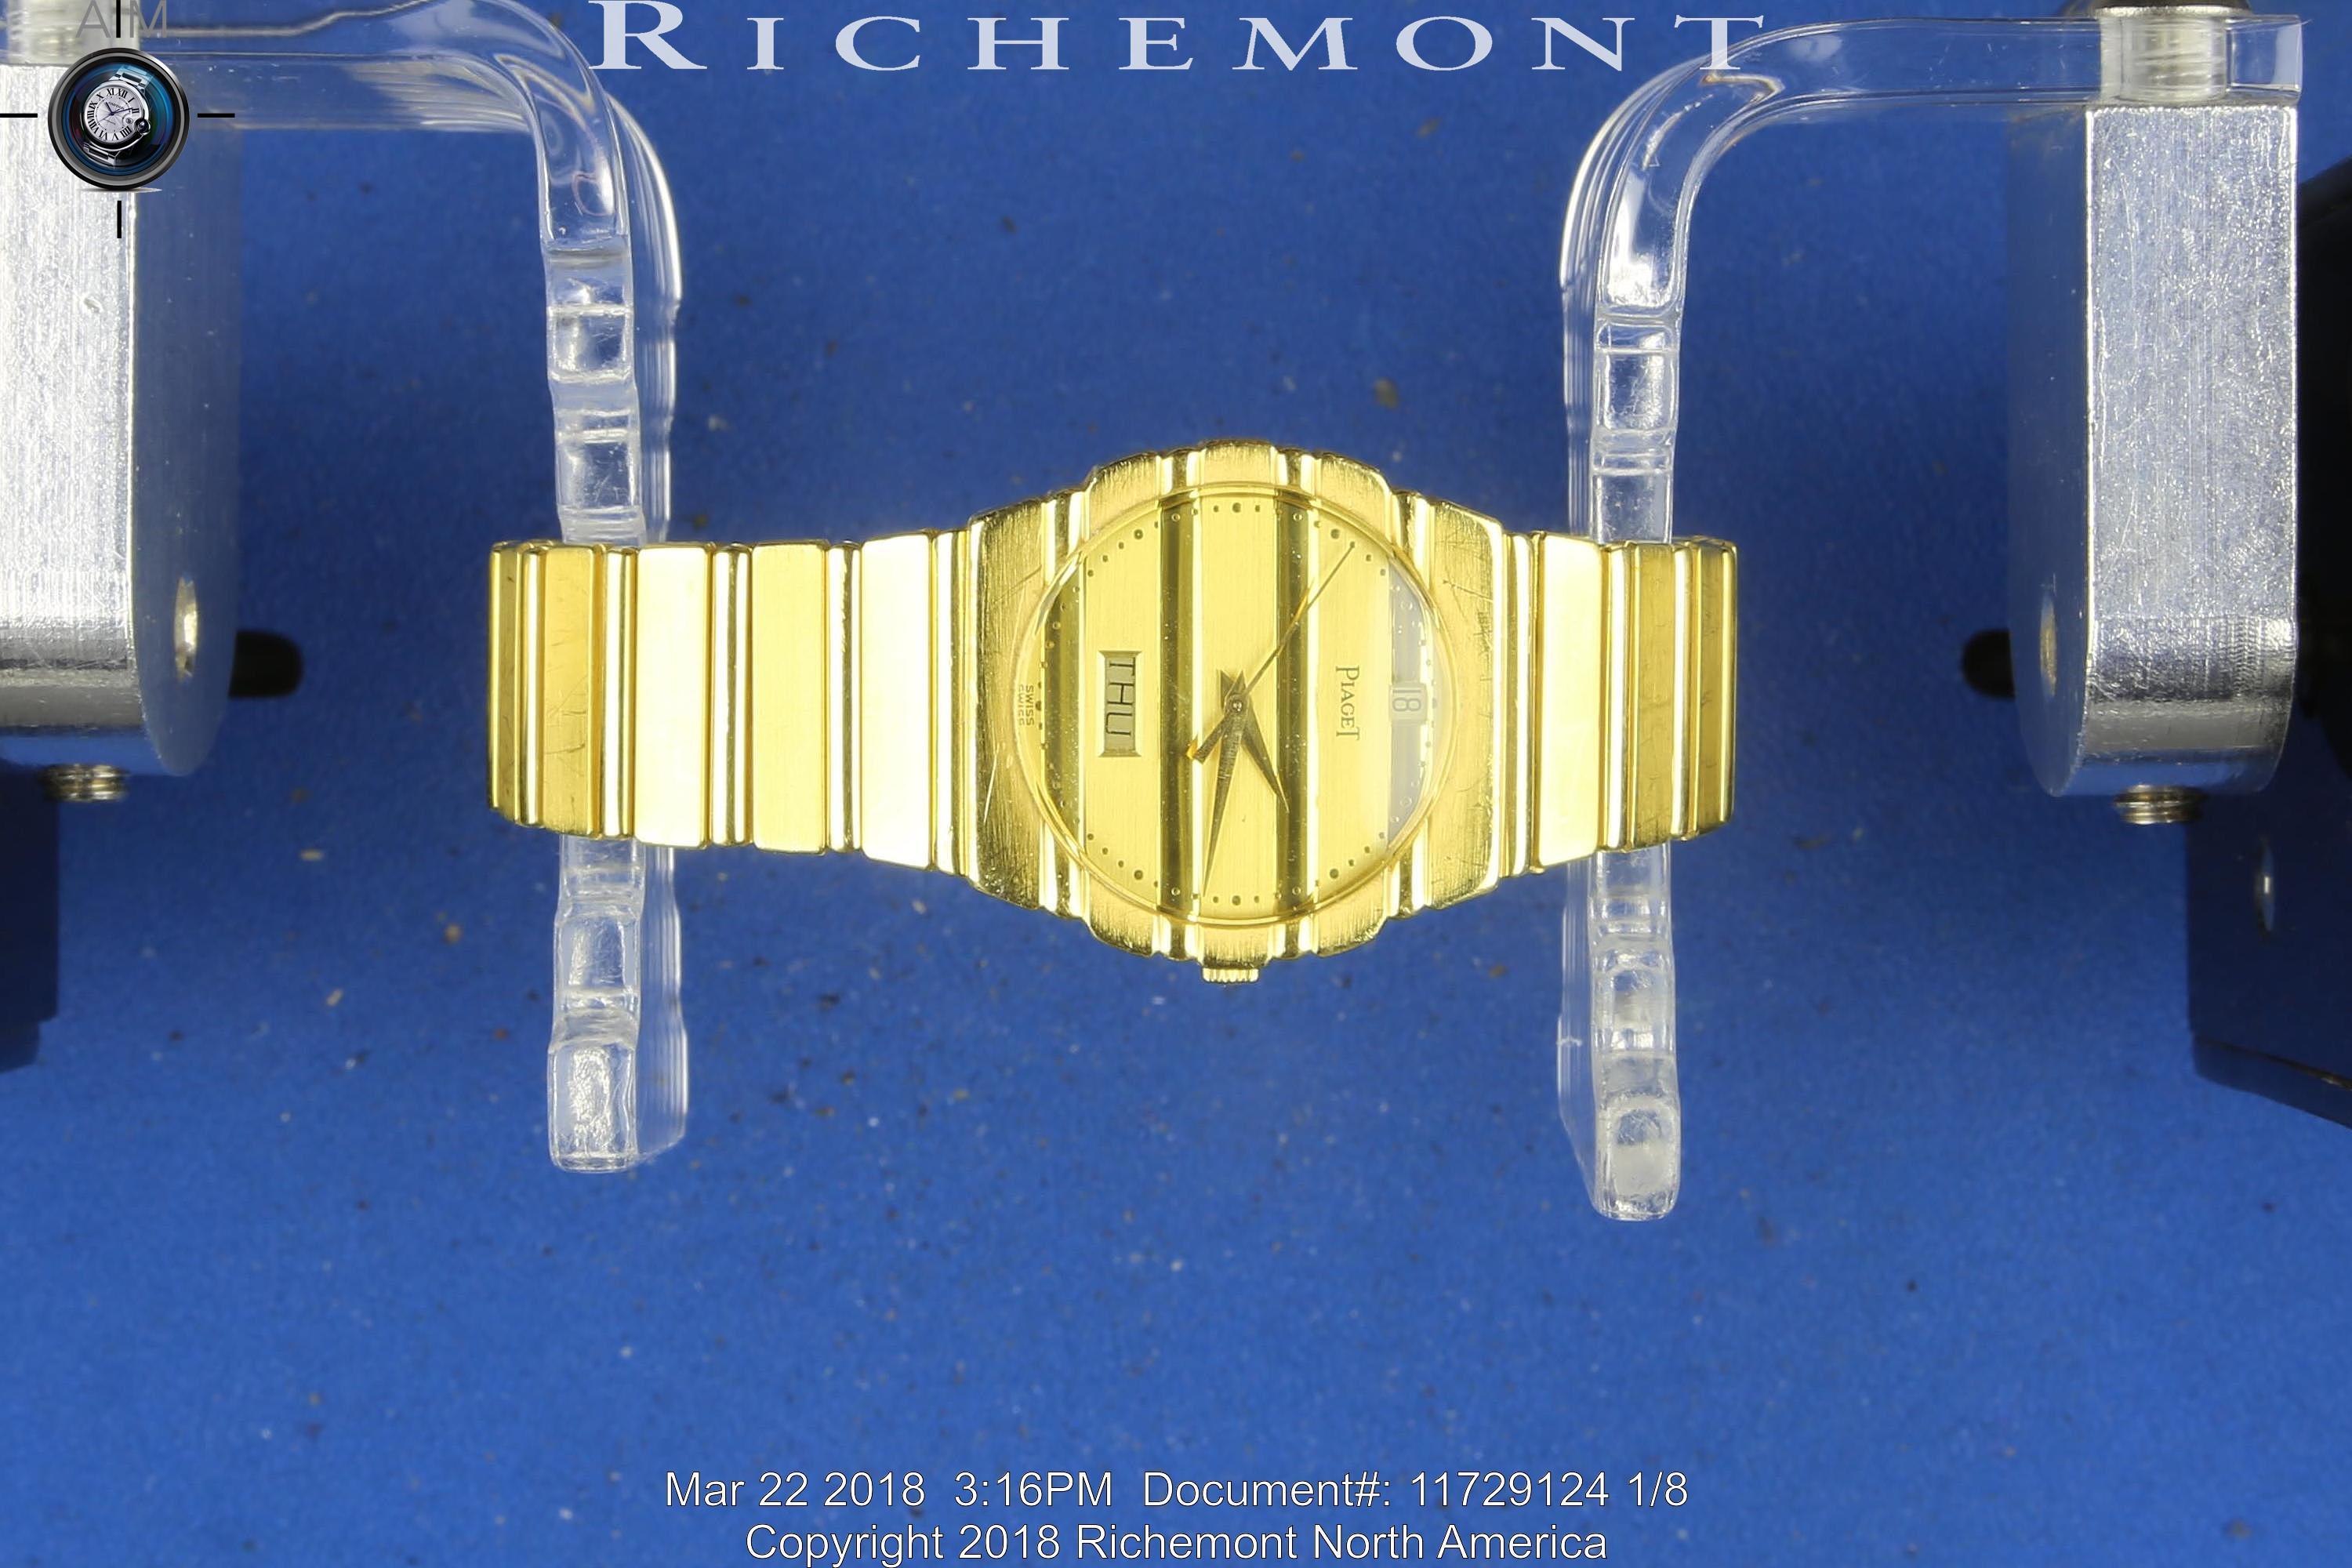 AIM
RICHEMONT
THU
PIAGET
18
SWISS
Mar 22 2018 3:16PM Document#: 11729124 1/8
Copyright 2018 Richemont North America